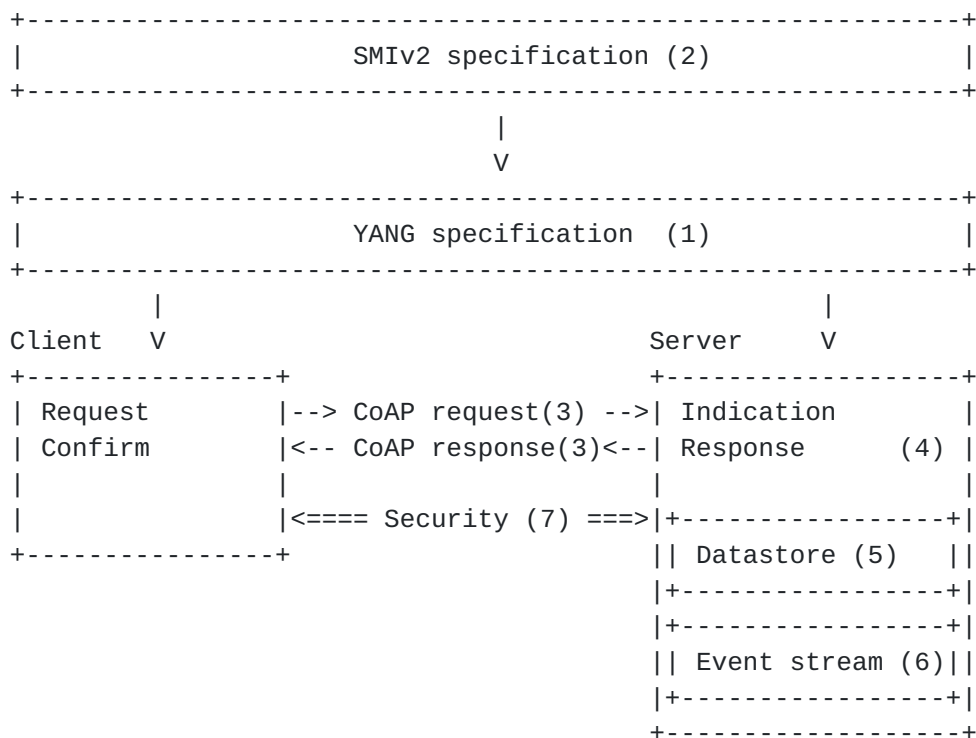 +------------------------------------------------------------+
|                     SMIv2 specification (2)                |
+------------------------------------------------------------+
                               |
                               V
+------------------------------------------------------------+
|                     YANG specification  (1)                |
+------------------------------------------------------------+
         |                                          |
Client   V                               Server     V
+----------------+                       +-------------------+
| Request        |--> CoAP request(3) -->| Indication        |
| Confirm        |<-- CoAP response(3)<--| Response      (4) |
|                |                       |                   |
|                |<==== Security (7) ===>|+-----------------+|
+----------------+                       || Datastore (5)   ||
                                         |+-----------------+|
                                         |+-----------------+|
                                         || Event stream (6)||
                                         |+-----------------+|
                                         +-------------------+